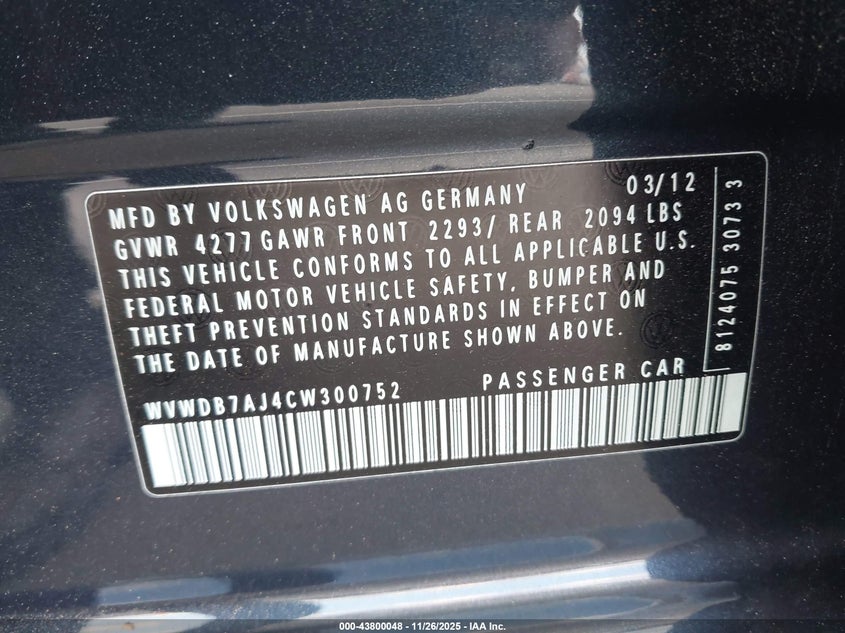 MFD BY VOLKSWAGEN AG GERMANY 03/12
GVWR 4277 GAWR FRONT 2293/ REAR 2094 LBS
THIS VEHICLE CONFORMS TO ALL APPLICABLE U.S.
FEDERAL MOTOR VEHICLE SAFETY, BUMPER AND
THEFT PREVENTION STANDARDS IN EFFECT ON
THE DATE OF MANUFACTURE SHOWN ABOVE.
WVWDB7AJ4CW300752 PASSENGER CAR
8124075 3073 3
000-43800048 - 11/26/2025 - IAA Inc.